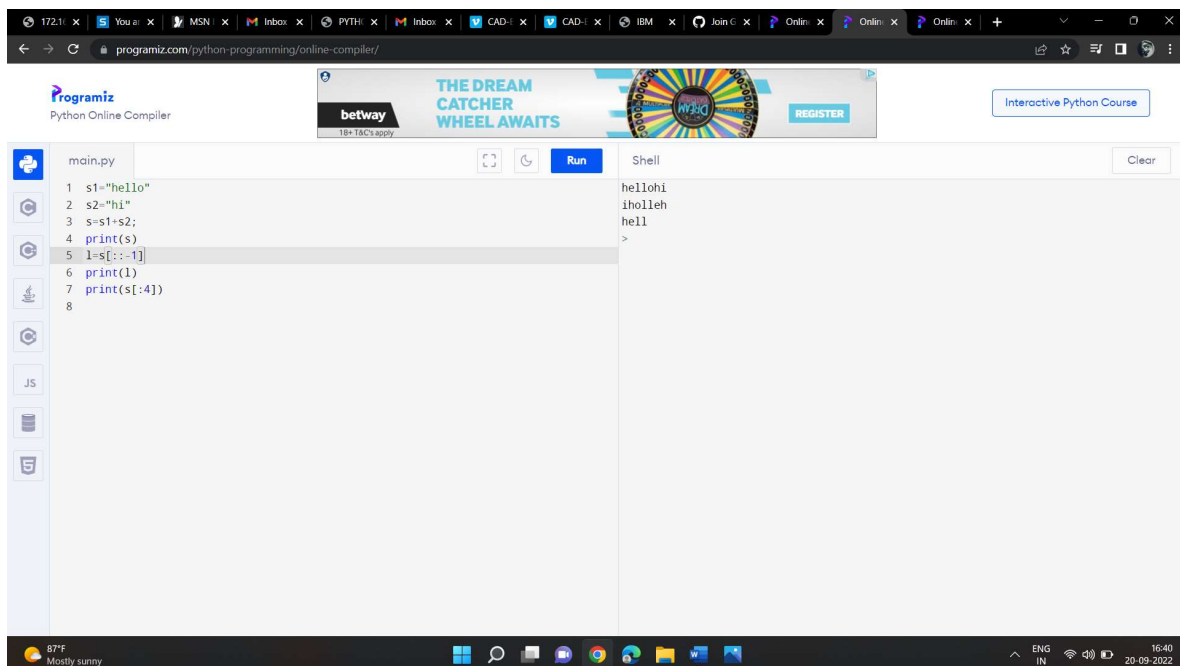 172.16
You ar
MSN
Inbox
PYTH
Inbox
CAD-
CAD-
IBM
Join G
Onlin
Onlin
Onlin
programiz.com/python-programming/online-compiler/
Programiz
Python Online Compiler
betway
18+ T&C's apply
THE DREAM
CATCHER
WHEEL AWAITS
DREAM
REGISTER
Interactive Python Course
main.py
Run
Shell
Clear
1 s1="hello"
2 s2="hi"
3 s=s1+s2;
4 print(s)
5 l=s[::-1]
6 print(l)
7 print(s[:4])
8
hellohi
iholleh
hell
>
JS
87°F
Mostly sunny
ENG
IN
16:40
20-09-2022